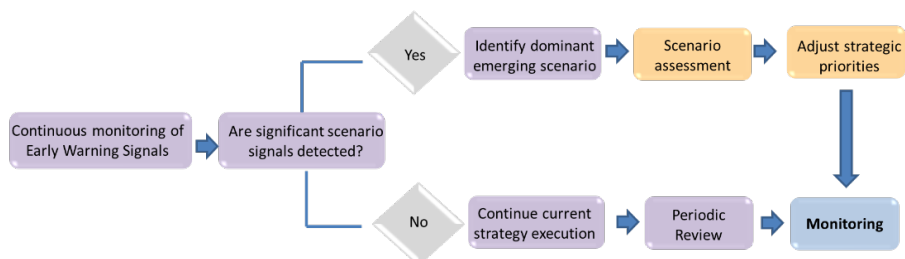 Continuous monitoring of
Early Warning Signals
Are significant scenario
signals detected?
Yes
Identify dominant
emerging scenario
Scenario
assessment
Adjust strategic
priorities
No
Continue current
strategy execution
Periodic
Review
Monitoring